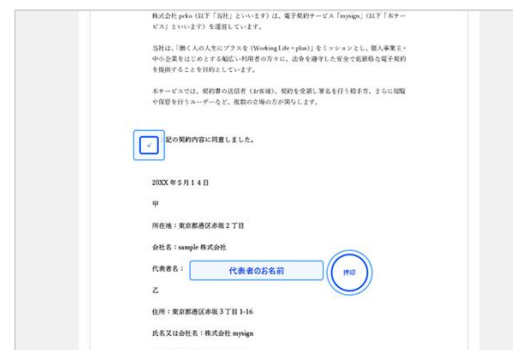 株式会社 peko(以下「当社」といいます)は、電子契約サービス「mysign」(以下「本サー
ビス」といいます)を運営しています。
当社は、「働く人の人生にプラスを (Working Life+plus)」をミッションとし、個人事業主・
中小企業をはじめとする幅広い利用者の方々に、法令を遵守した安全で低価格な電子契約
を提供することを目的としています。
本サービスでは、契約書の送信者(お客様)、契約を受領し署名を行う相手方、さらに閲覧
や保管を行うユーザーなど、複数の立場の方が関与します。
✓ 記の契約内容に同意しました。
20XX 年 5 月 1 4 日
甲
所在地:東京都港区赤坂 2 丁目
会社名:sample 株式会社
代表者名: 代表者のお名前 押印
乙
住所:東京都港区赤坂 3 丁目 1-16
氏名又は会社名:株式会社 mysign